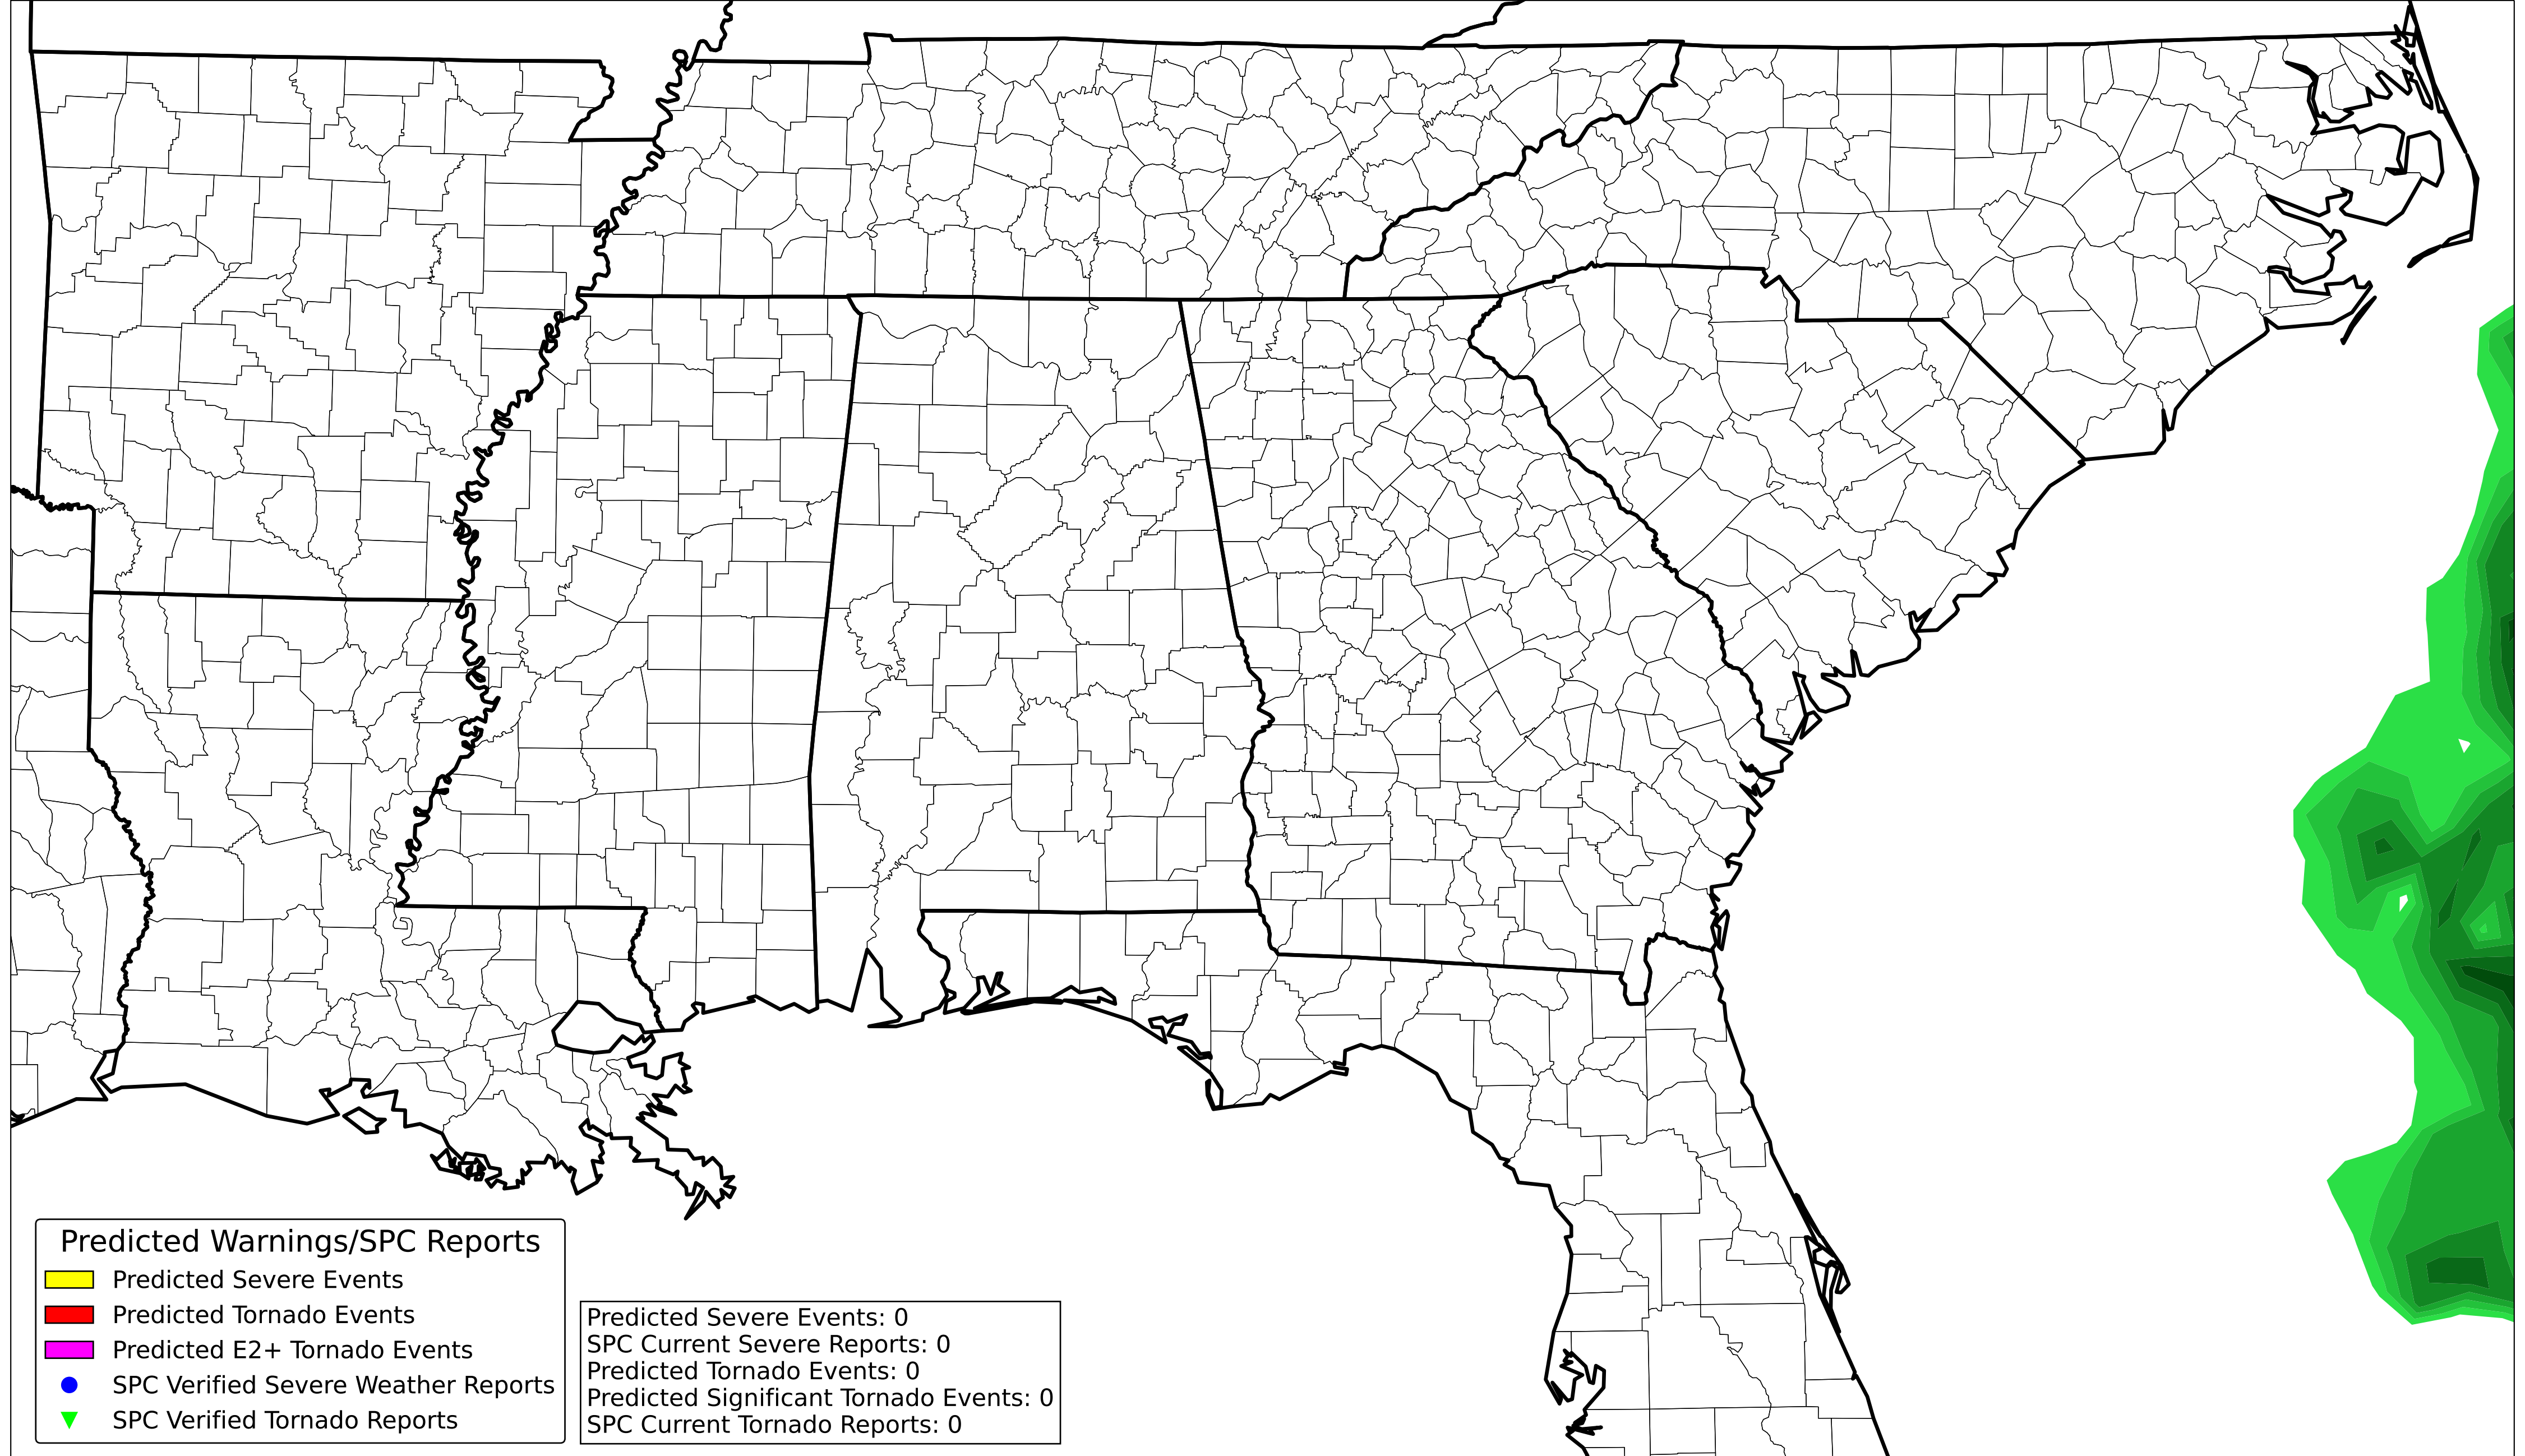 Predicted Warnings/SPC Reports
Predicted Severe Events
Predicted Tornado Events
Predicted E2+ Tornado Events
SPC Verified Severe Weather Reports
SPC Verified Tornado Reports
Predicted Severe Events: 0
SPC Current Severe Reports: 0
Predicted Tornado Events: 0
Predicted Significant Tornado Events: 0
SPC Current Tornado Reports: 0